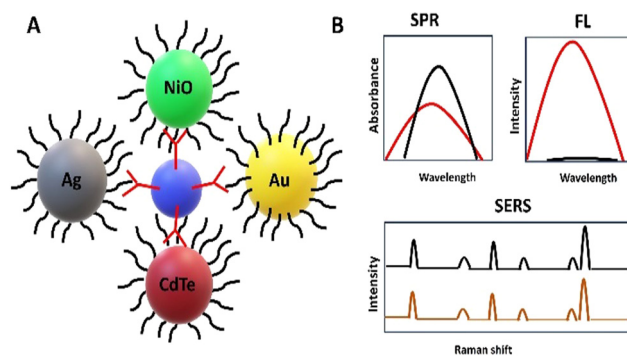 A
NiO
Ag
Au
CdTe
B
SPR
FL
Absorbance
Intensity
Wavelength
Wavelength
SERS
Intensity
Raman shift